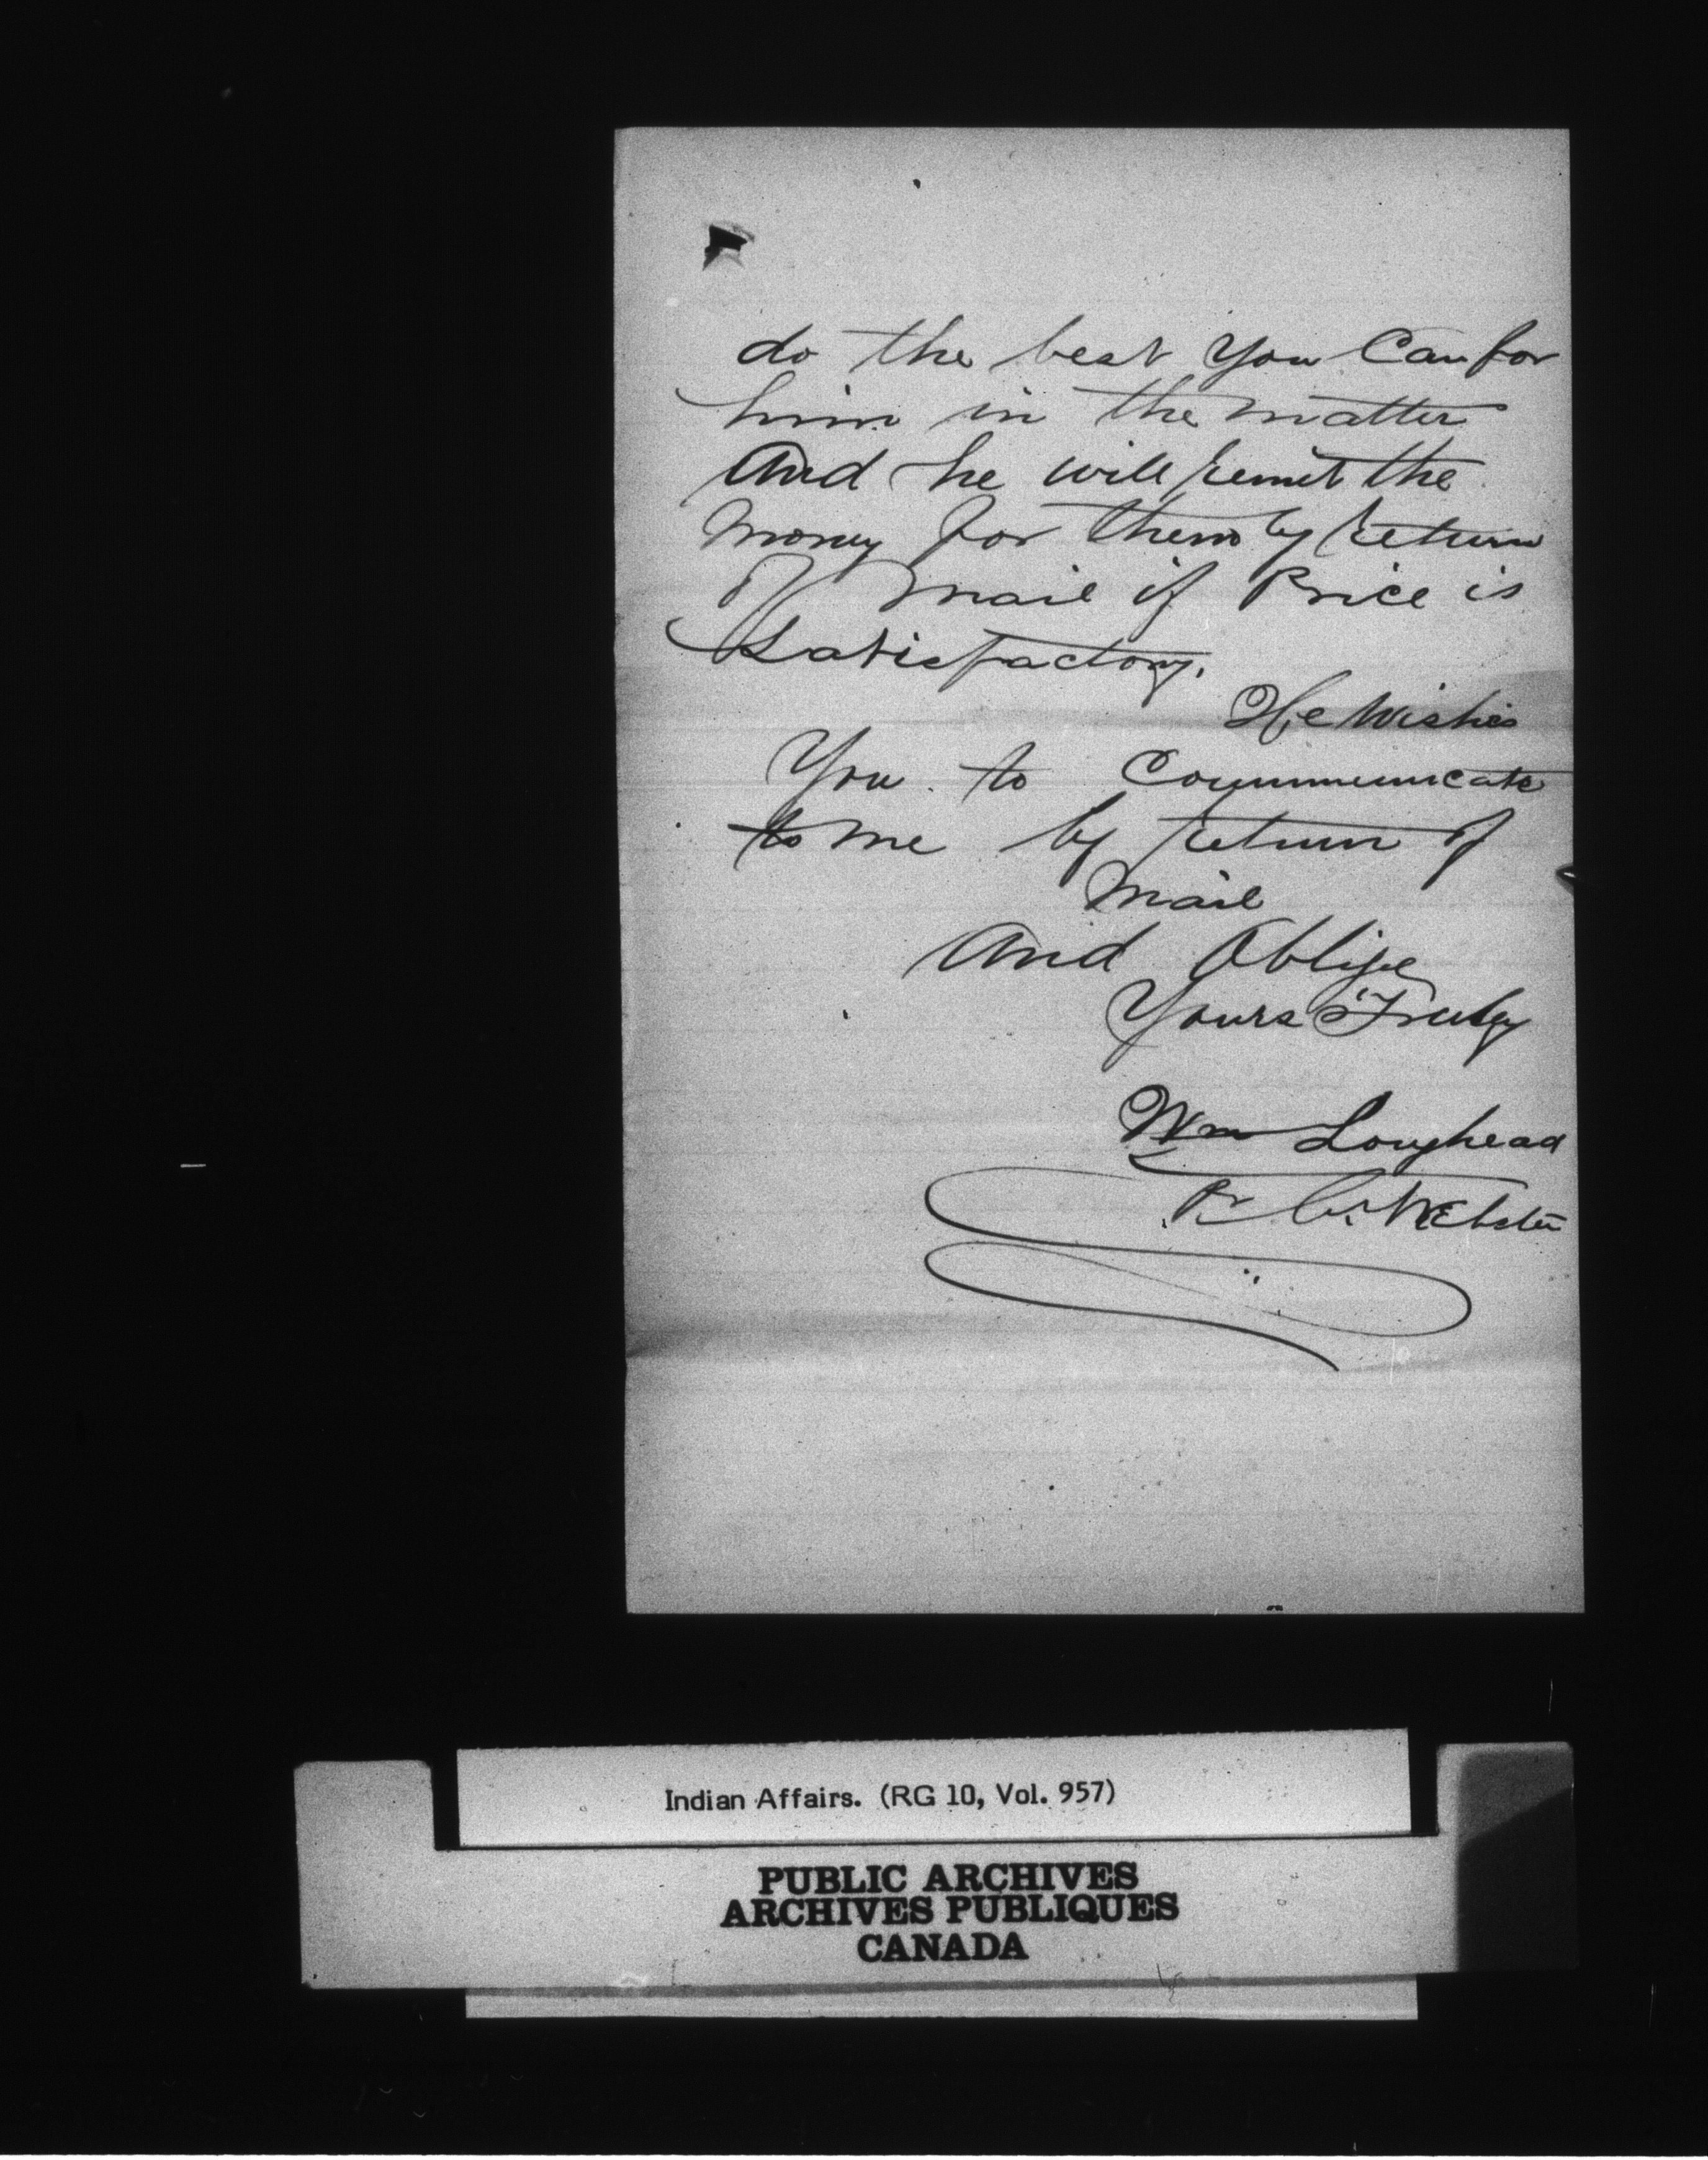 do the best You Can for
him in the matter
And he will remit the
Money for them by return
of Mail if Price is
Satisfactory.
He Wishes
You to Communicate
to me by return of
Mail
And Oblige
Yours Truly
Wm Loughead
Pr C. Webster
Indian Affairs. (RG 10, Vol. 957)
PUBLIC ARCHIVES
ARCHIVES PUBLIQUES
CANADA